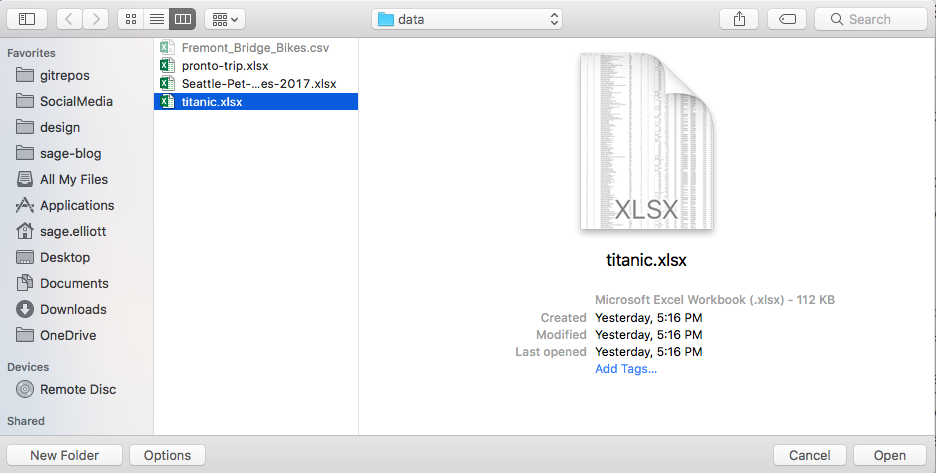 data
Search
Favorites
gitrepos
SocialMedia
design
sage-blog
All My Files
Applications
sage.elliott
Desktop
Documents
Downloads
OneDrive
Devices
Remote Disc
Shared
Fremont_Bridge_Bikes.csv
pronto-trip.xlsx
Seattle-Pet-...es-2017.xlsx
titanic.xlsx
XLSX
titanic.xlsx
Microsoft Excel Workbook (.xlsx) - 112 KB
Created Yesterday, 5:16 PM
Modified Yesterday, 5:16 PM
Last opened Yesterday, 5:16 PM
Add Tags...
New Folder
Options
Cancel
Open